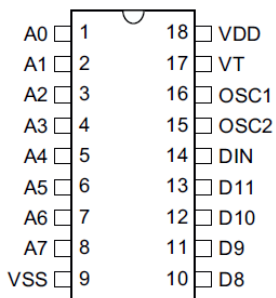 A0 1 18 VDD
A1 2 17 VT
A2 3 16 OSC1
A3 4 15 OSC2
A4 5 14 DIN
A5 6 13 D11
A6 7 12 D10
A7 8 11 D9
VSS 9 10 D8